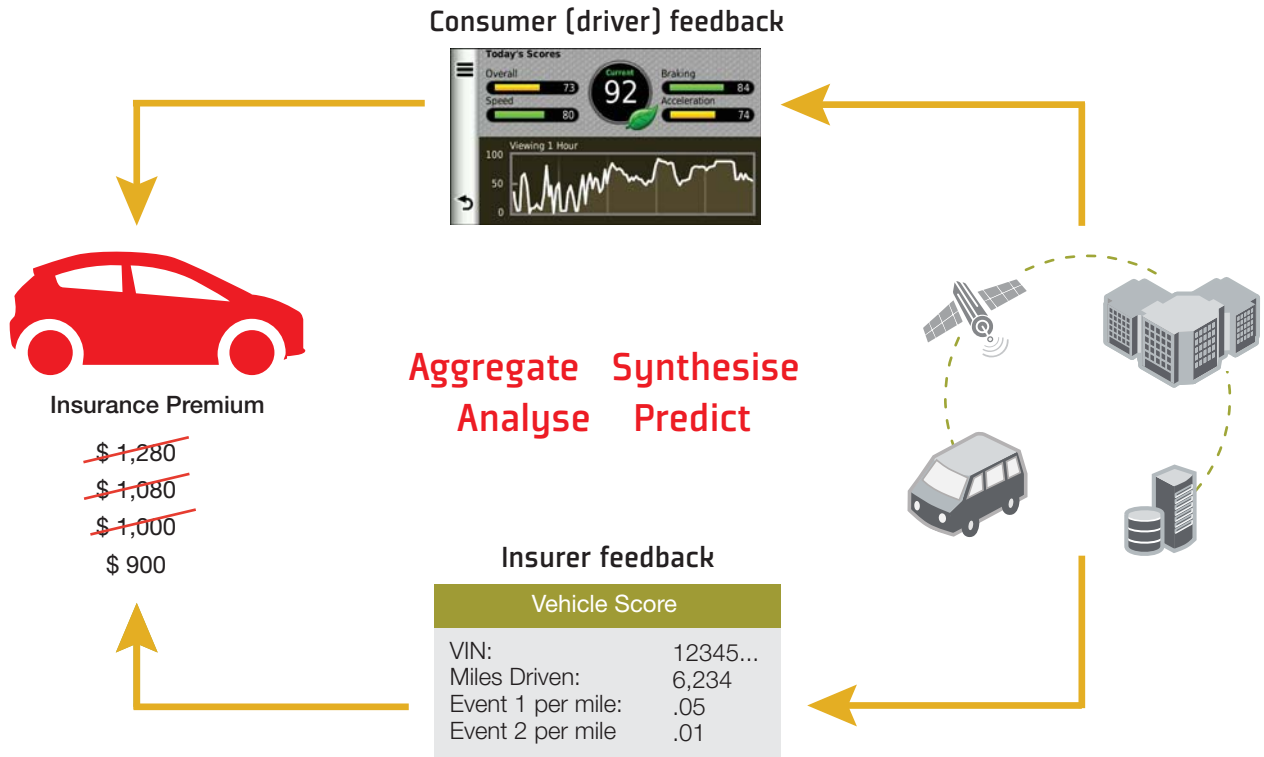 Consumer (driver) feedback
Today's Scores
Overall
73
Speed
80
Current
92
Braking
84
Acceleration
74
Viewing 1 Hour
100
50
0
Insurance Premium
$ 1,280
$ 1,080
$ 1,000
$ 900
Aggregate Synthesise
Analyse Predict
Insurer feedback
Vehicle Score
VIN: 12345...
Miles Driven: 6,234
Event 1 per mile: .05
Event 2 per mile .01